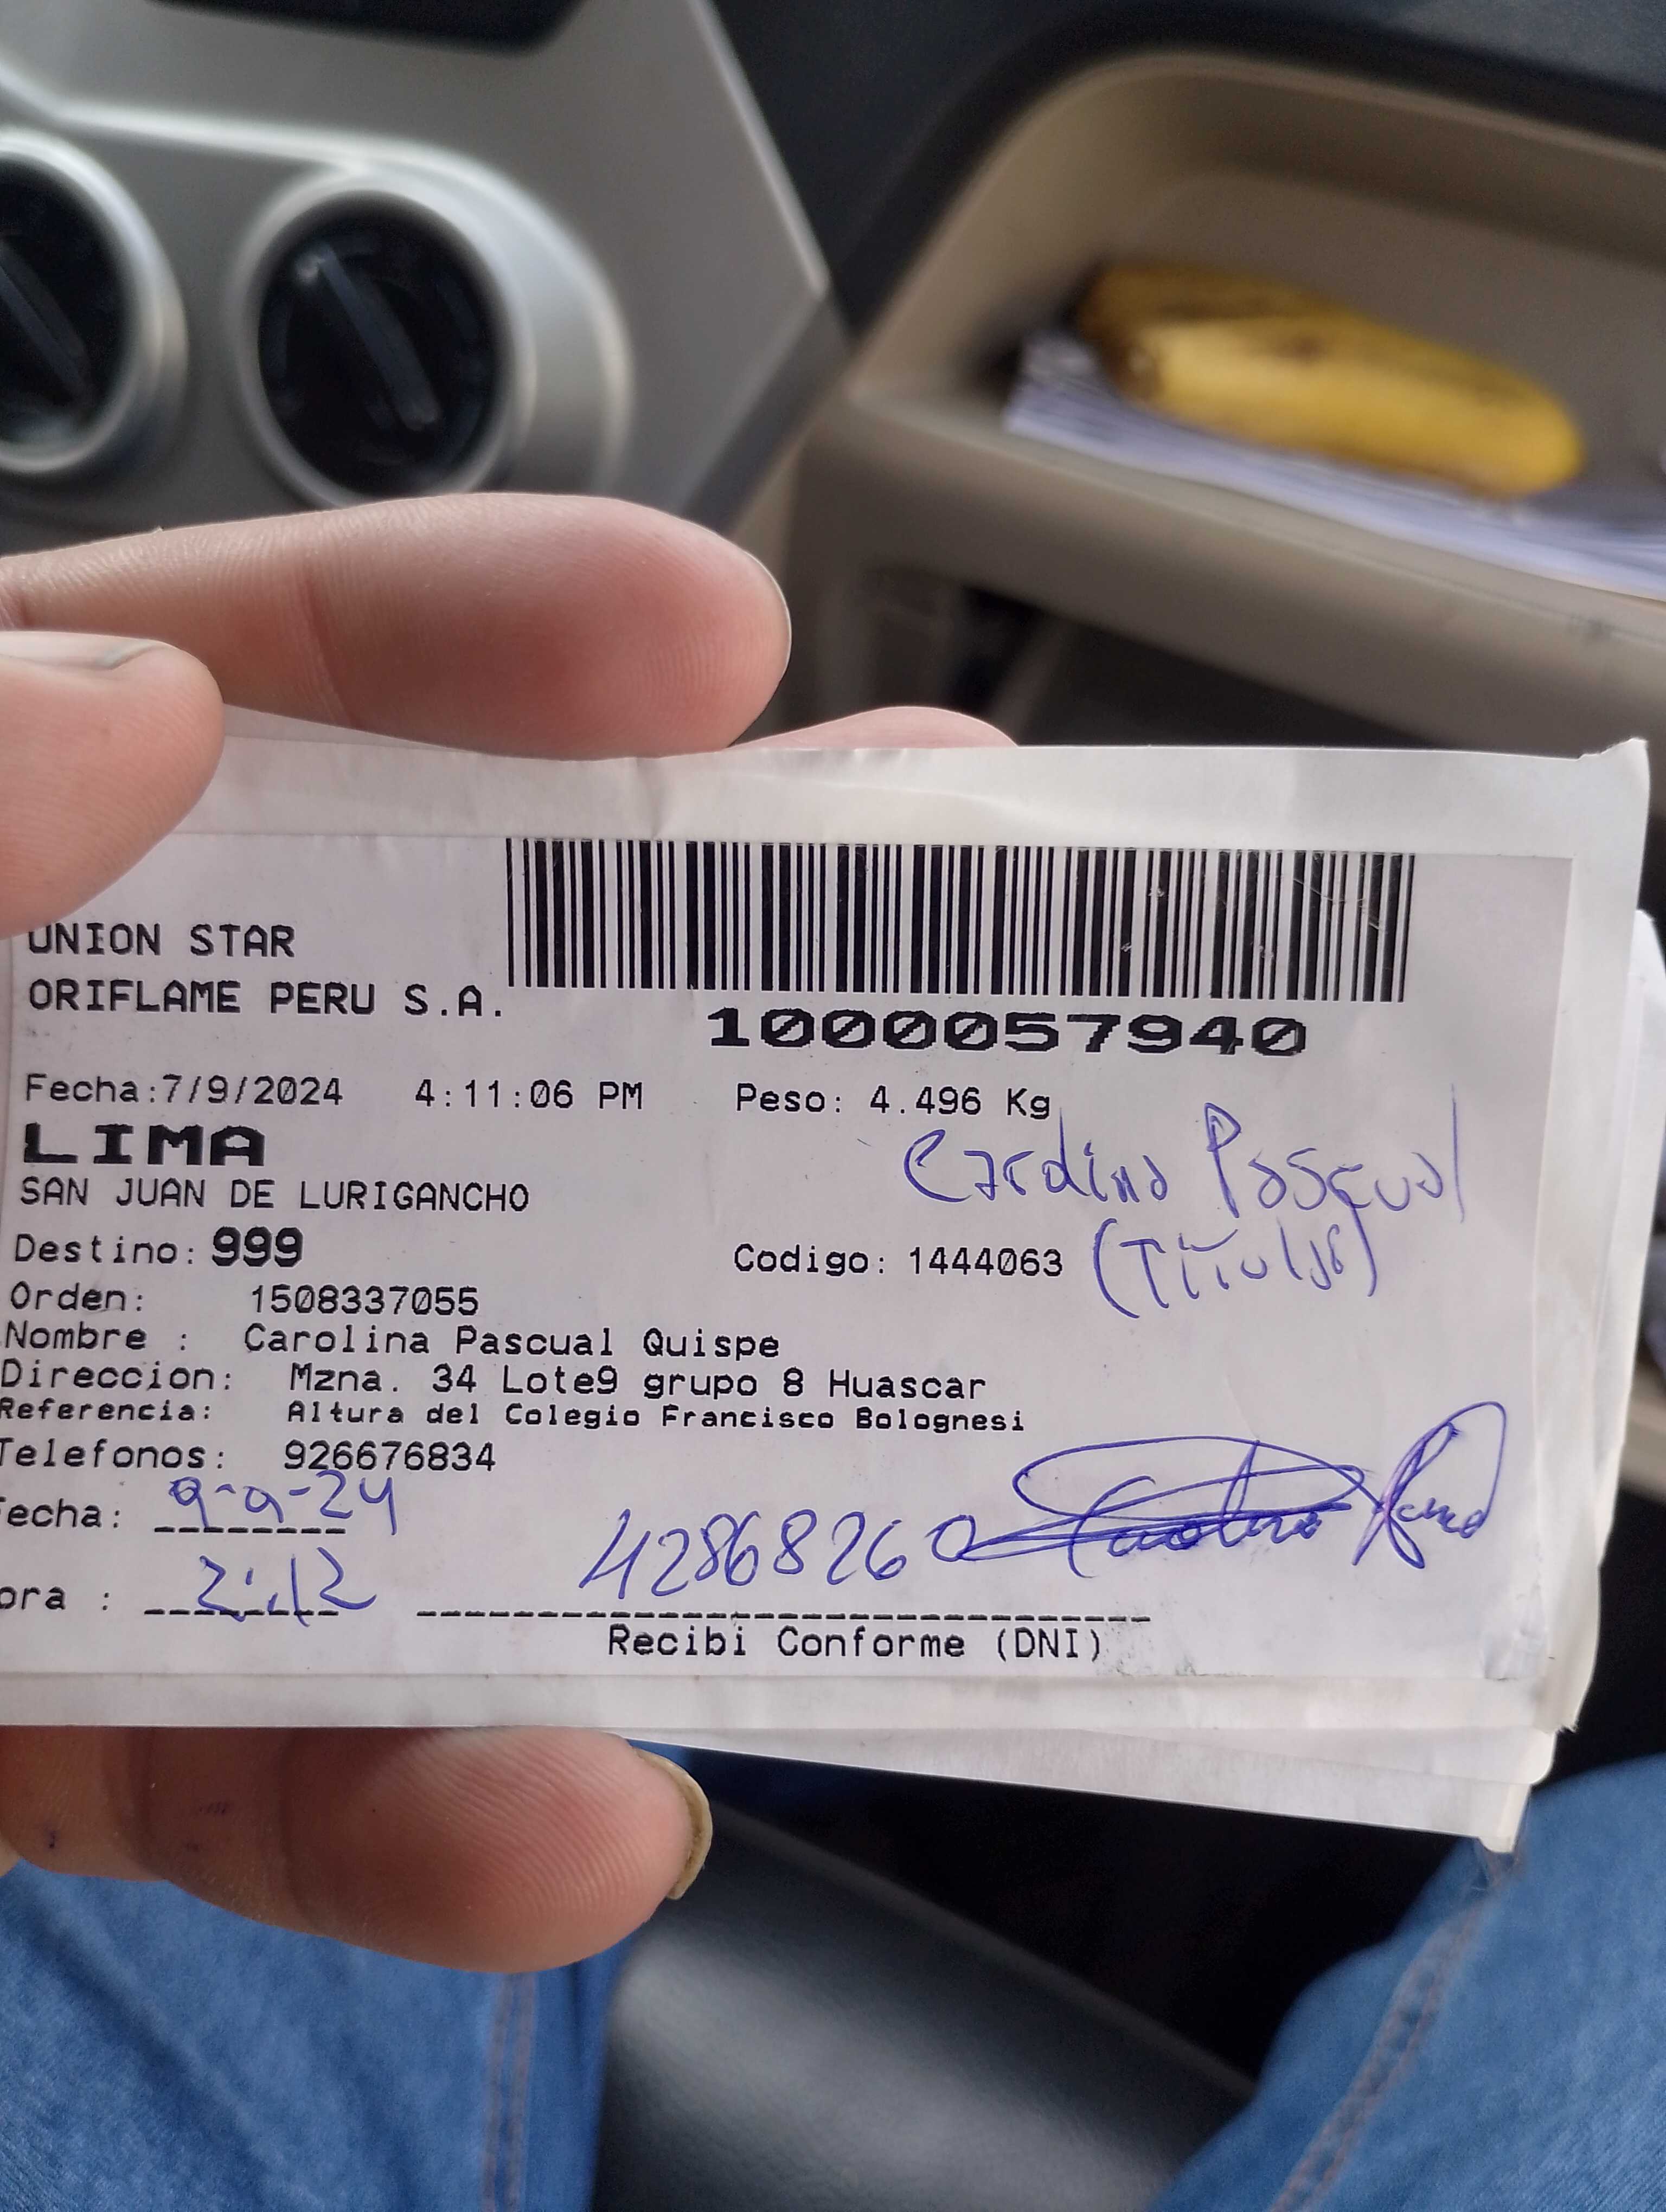 UNION STAR
ORIFLAME PERU S.A.
1000057940
Fecha:7/9/2024 4:11:06 PM Peso: 4.496 Kg
LIMA
SAN JUAN DE LURIGANCHO
Pascual
Destino: 999
Codigo: 1444063 (Titular)
Orden: 1508337055
Nombre : Carolina Pascual Quispe
Direccion: Mzna. 34 Lote9 grupo 8 Huascar
Referencia: Altura del Colegio Francisco Bolognesi
Telefonos: 926676834
echa: 9-9-24
42868260
ora : 2:12
Recibi Conforme (DNI)